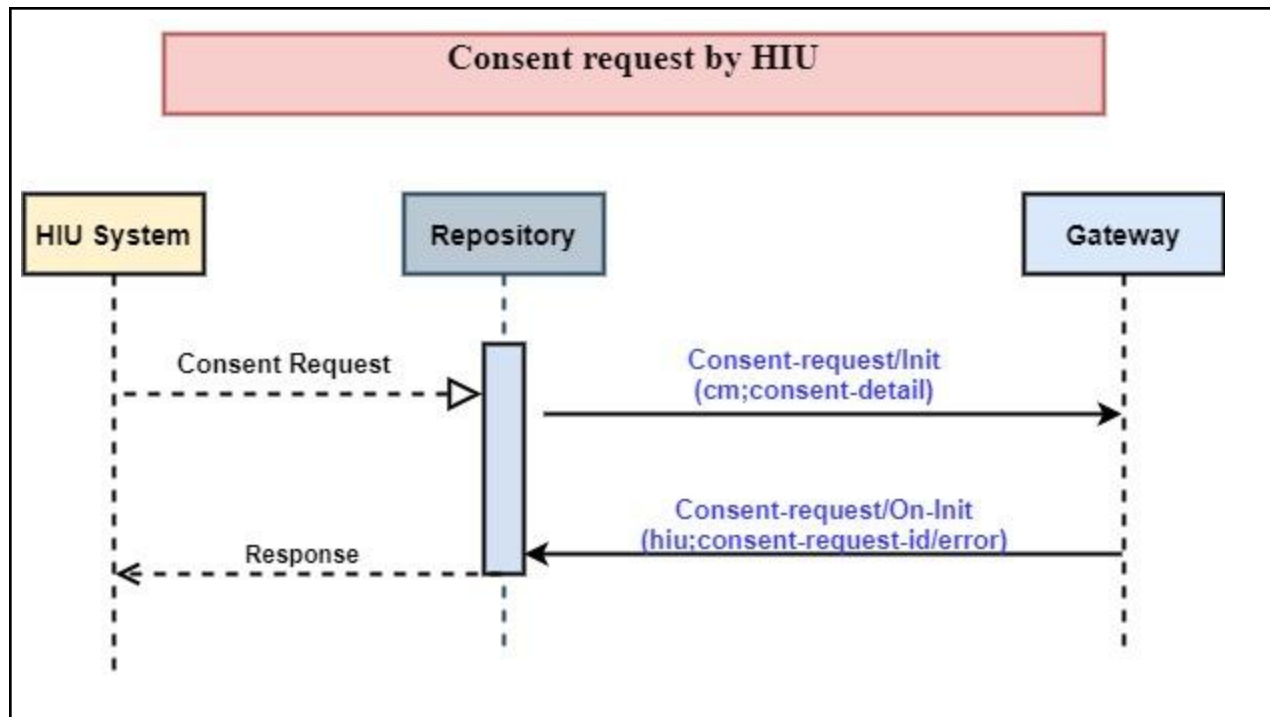 Consent request by HIU
HIU System
Repository
Gateway
Consent Request
Consent-request/Init
(cm;consent-detail)
Consent-request/On-Init
(hiu;consent-request-id/error)
Response